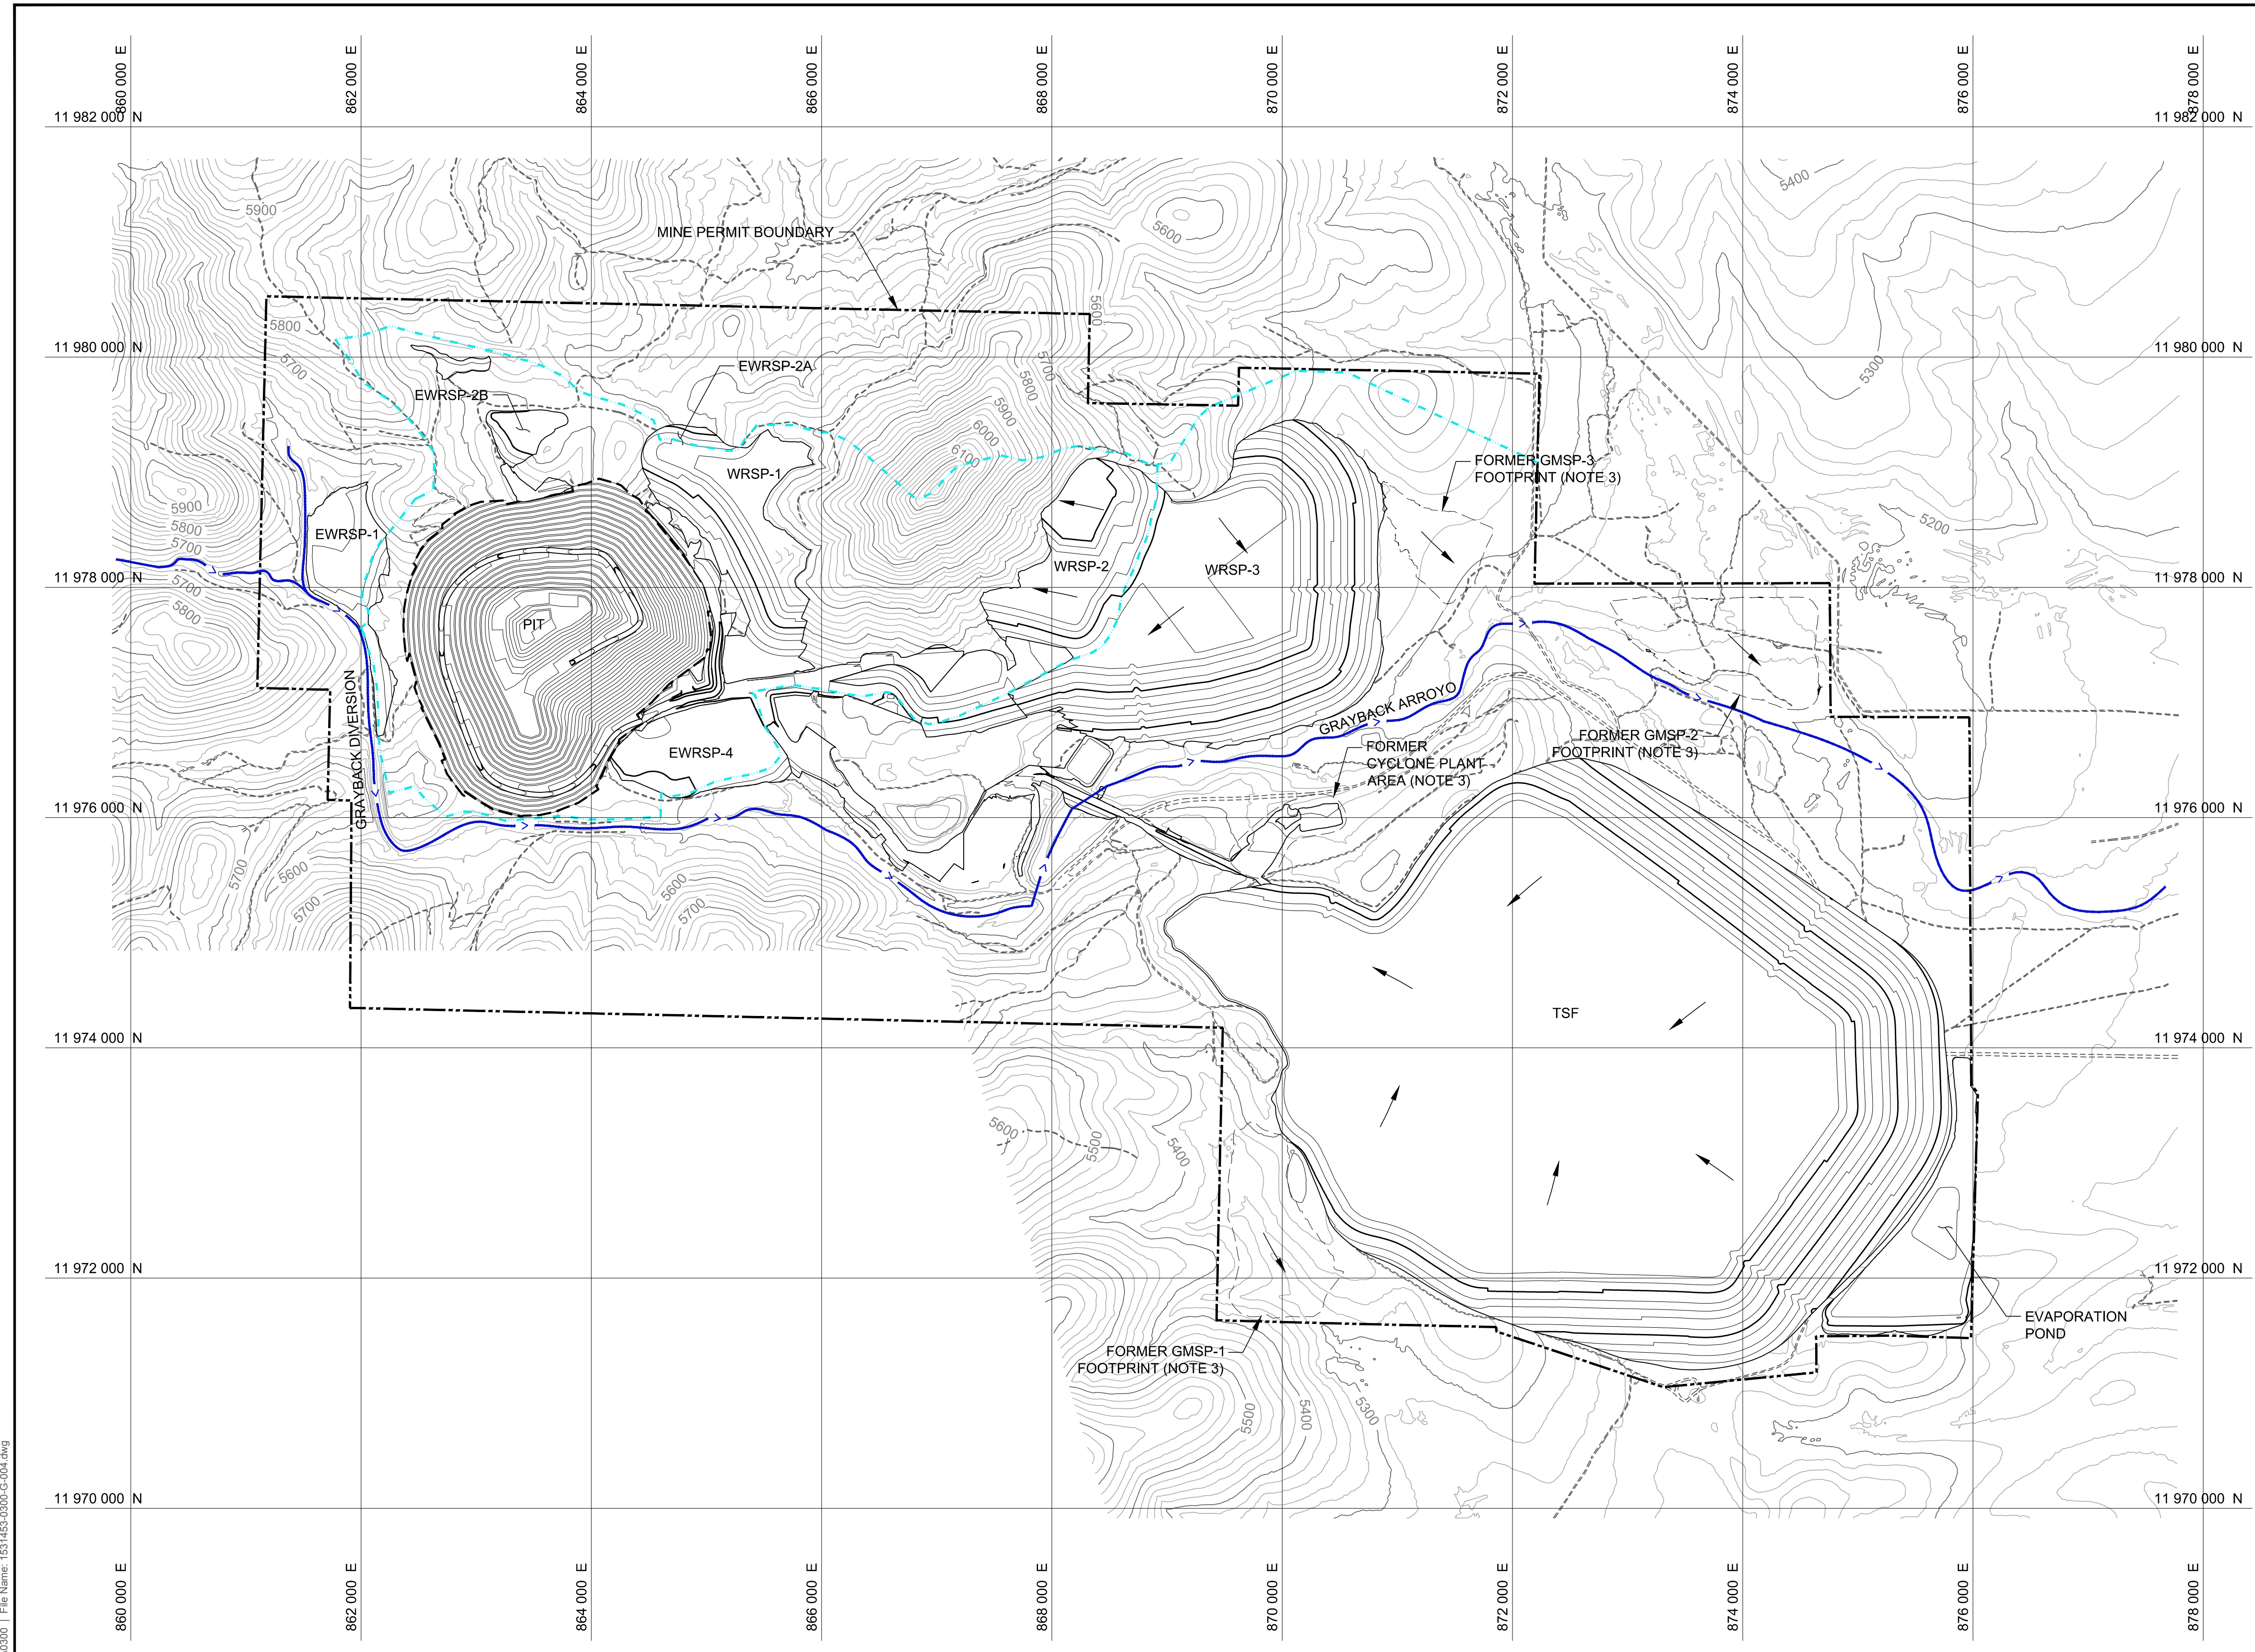 860 000 E
862 000 E
864 000 E
866 000 E
868 000 E
870 000 E
872 000 E
874 000 E
876 000 E
878 000 E
11 982 000 N
11 982 000 N
5400
5900
5600
MINE PERMIT BOUNDARY
5600
5800
5700
11 980 000 N
11 980 000 N
5700
5800
5900
6000
6100
5300
EWRSP-2A
EWRSP-2B
WRSP-1
FORMER GMSP-3
FOOTPRINT (NOTE 3)
5900
5800
5700
EWRSP-1
5200
WRSP-2
WRSP-3
11 978 000 N
11 978 000 N
5700
5800
PIT
GRAYBACK DIVERSION
GRAYBACK ARROYO
EWRSP-4
FORMER
CYCLONE PLANT
AREA (NOTE 3)
FORMER GMSP-2
FOOTPRINT (NOTE 3)
11 976 000 N
11 976 000 N
5700
5600
5700
5600
5700
TSF
11 974 000 N
11 974 000 N
5600
5500
5400
11 972 000 N
11 972 000 N
EVAPORATION
POND
FORMER GMSP-1
FOOTPRINT (NOTE 3)
5500
5400
5300
11 970 000 N
11 970 000 N
860 000 E
862 000 E
864 000 E
866 000 E
868 000 E
870 000 E
872 000 E
874 000 E
876 000 E
878 000 E
0300 | File Name: 1531453-0300-G-004.dwg